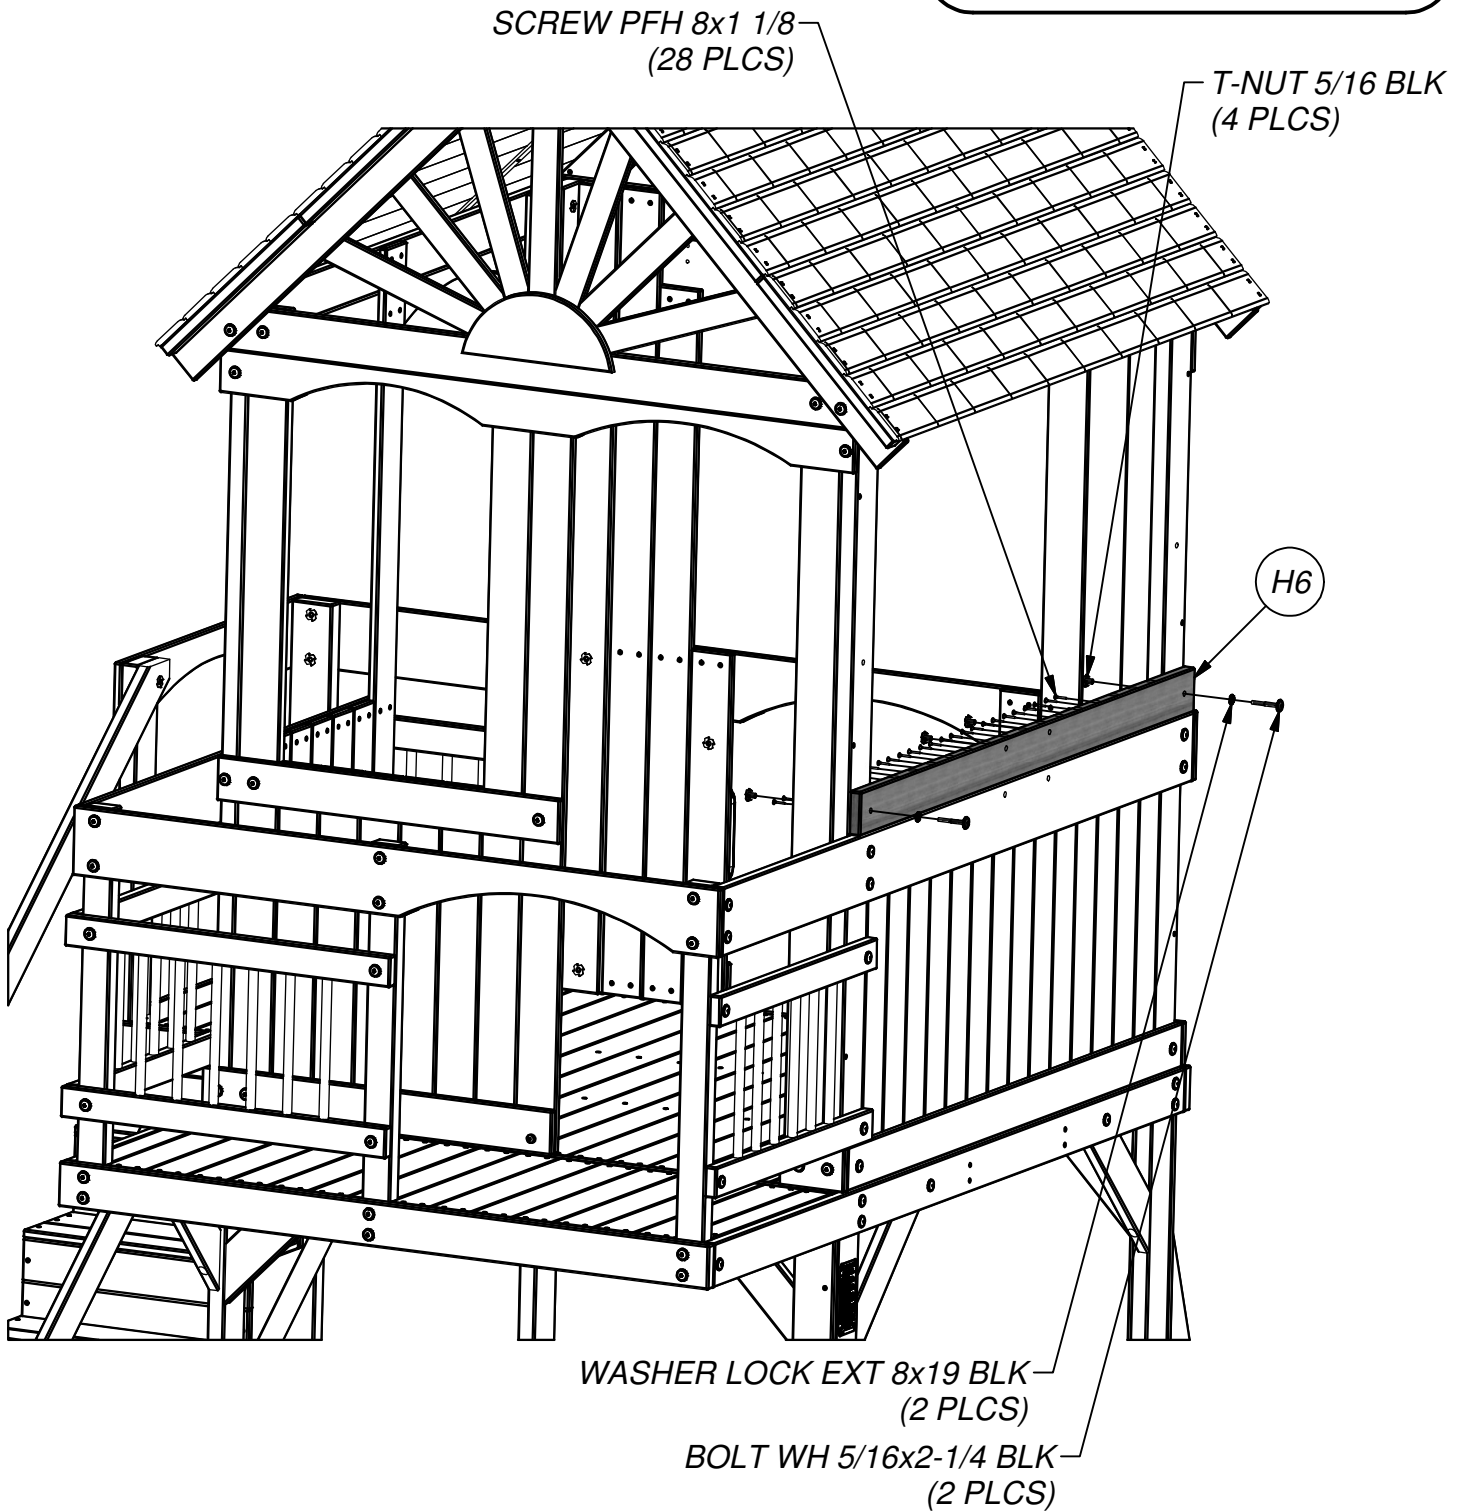 SCREW PFH 8x1 1/8
(28 PLCS)
T-NUT 5/16 BLK
(4 PLCS)
H6
WASHER LOCK EXT 8x19 BLK
(2 PLCS)
BOLT WH 5/16x2-1/4 BLK
(2 PLCS)